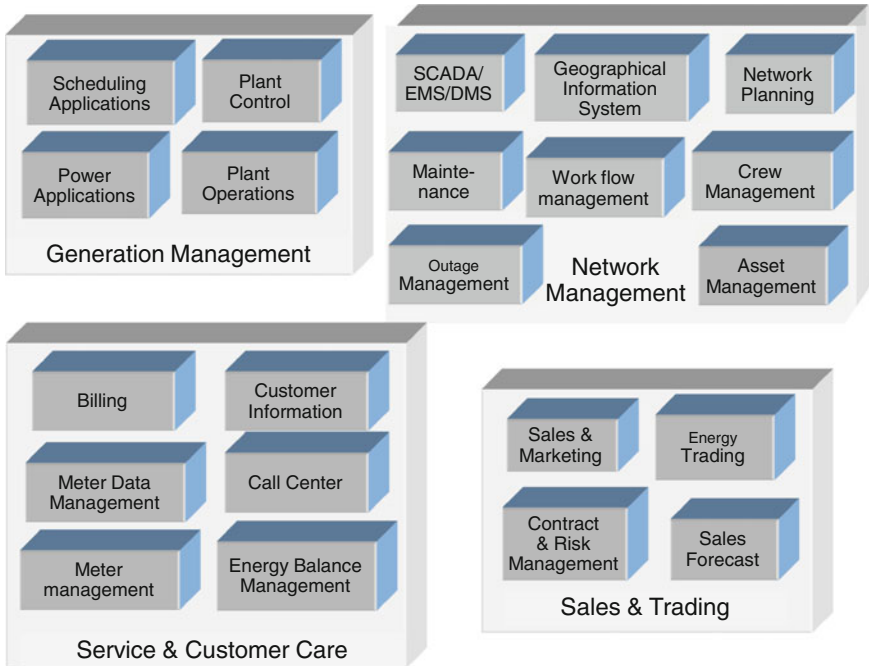 Scheduling
Applications
Plant
Control
Power
Applications
Plant
Operations
Generation Management
SCADA/
EMS/DMS
Geographical
Information
System
Network
Planning
Mainte-
nance
Work flow
management
Crew
Management
Outage
Management
Network
Management
Asset
Management
Billing
Customer
Information
Meter Data
Management
Call Center
Meter
management
Energy Balance
Management
Service & Customer Care
Sales &
Marketing
Energy
Trading
Contract
& Risk
Management
Sales
Forecast
Sales & Trading